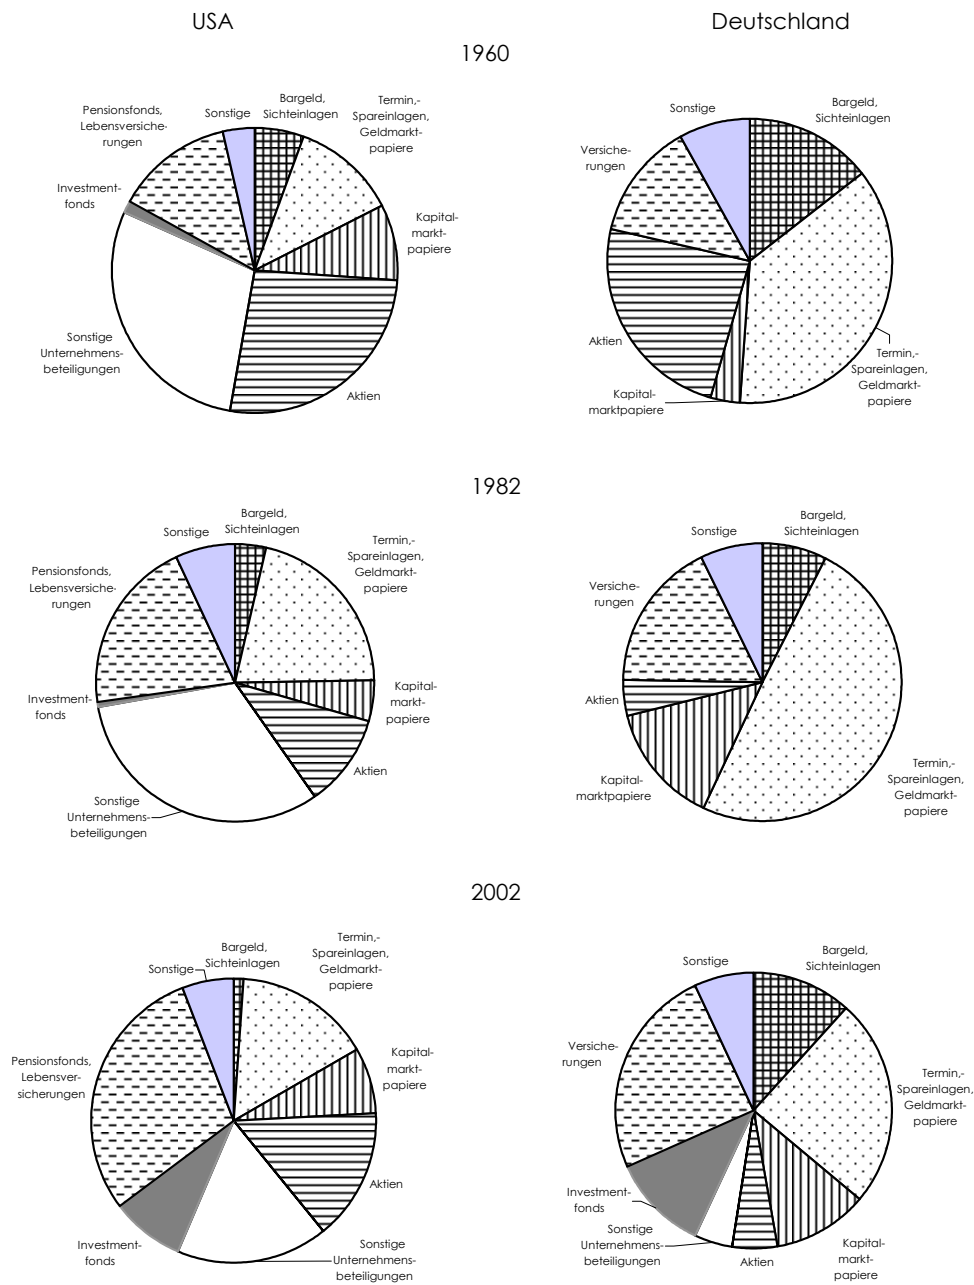 USA
Deutschland
1960
Pensionsfonds,
Lebensversiche-
rungen
Sonstige
Bargeld,
Sichteinlagen
Termin,-
Spareinlagen,
Geldmarkt-
papiere
Kapital-
markt-
papiere
Aktien
Sonstige
Unternehmens-
beteiligungen
Investment-
fonds
Sonstige
Bargeld,
Sichteinlagen
Versiche-
rungen
Aktien
Kapital-
marktpapiere
Termin,-
Spareinlagen,
Geldmarkt-
papiere
1982
Sonstige
Bargeld,
Sichteinlagen
Termin,-
Spareinlagen,
Geldmarkt-
papiere
Pensionsfonds,
Lebensversiche-
rungen
Investment-
fonds
Kapital-
markt-
papiere
Aktien
Sonstige
Unternehmens-
beteiligungen
Sonstige
Bargeld,
Sichteinlagen
Versiche-
rungen
Aktien
Kapital-
marktpapiere
Termin,-
Spareinlagen,
Geldmarkt-
papiere
2002
Sonstige
Bargeld,
Sichteinlagen
Termin,-
Spareinlagen,
Geldmarkt-
papiere
Pensionsfonds,
Lebensver-
sicherungen
Kapital-
markt-
papiere
Aktien
Investment-
fonds
Sonstige
Unternehmens-
beteiligungen
Sonstige
Bargeld,
Sichteinlagen
Versiche-
rungen
Termin,-
Spareinlagen,
Geldmarkt-
papiere
Investment-
fonds
Sonstige
Unternehmens-
beteiligungen
Aktien
Kapital-
markt-
papiere